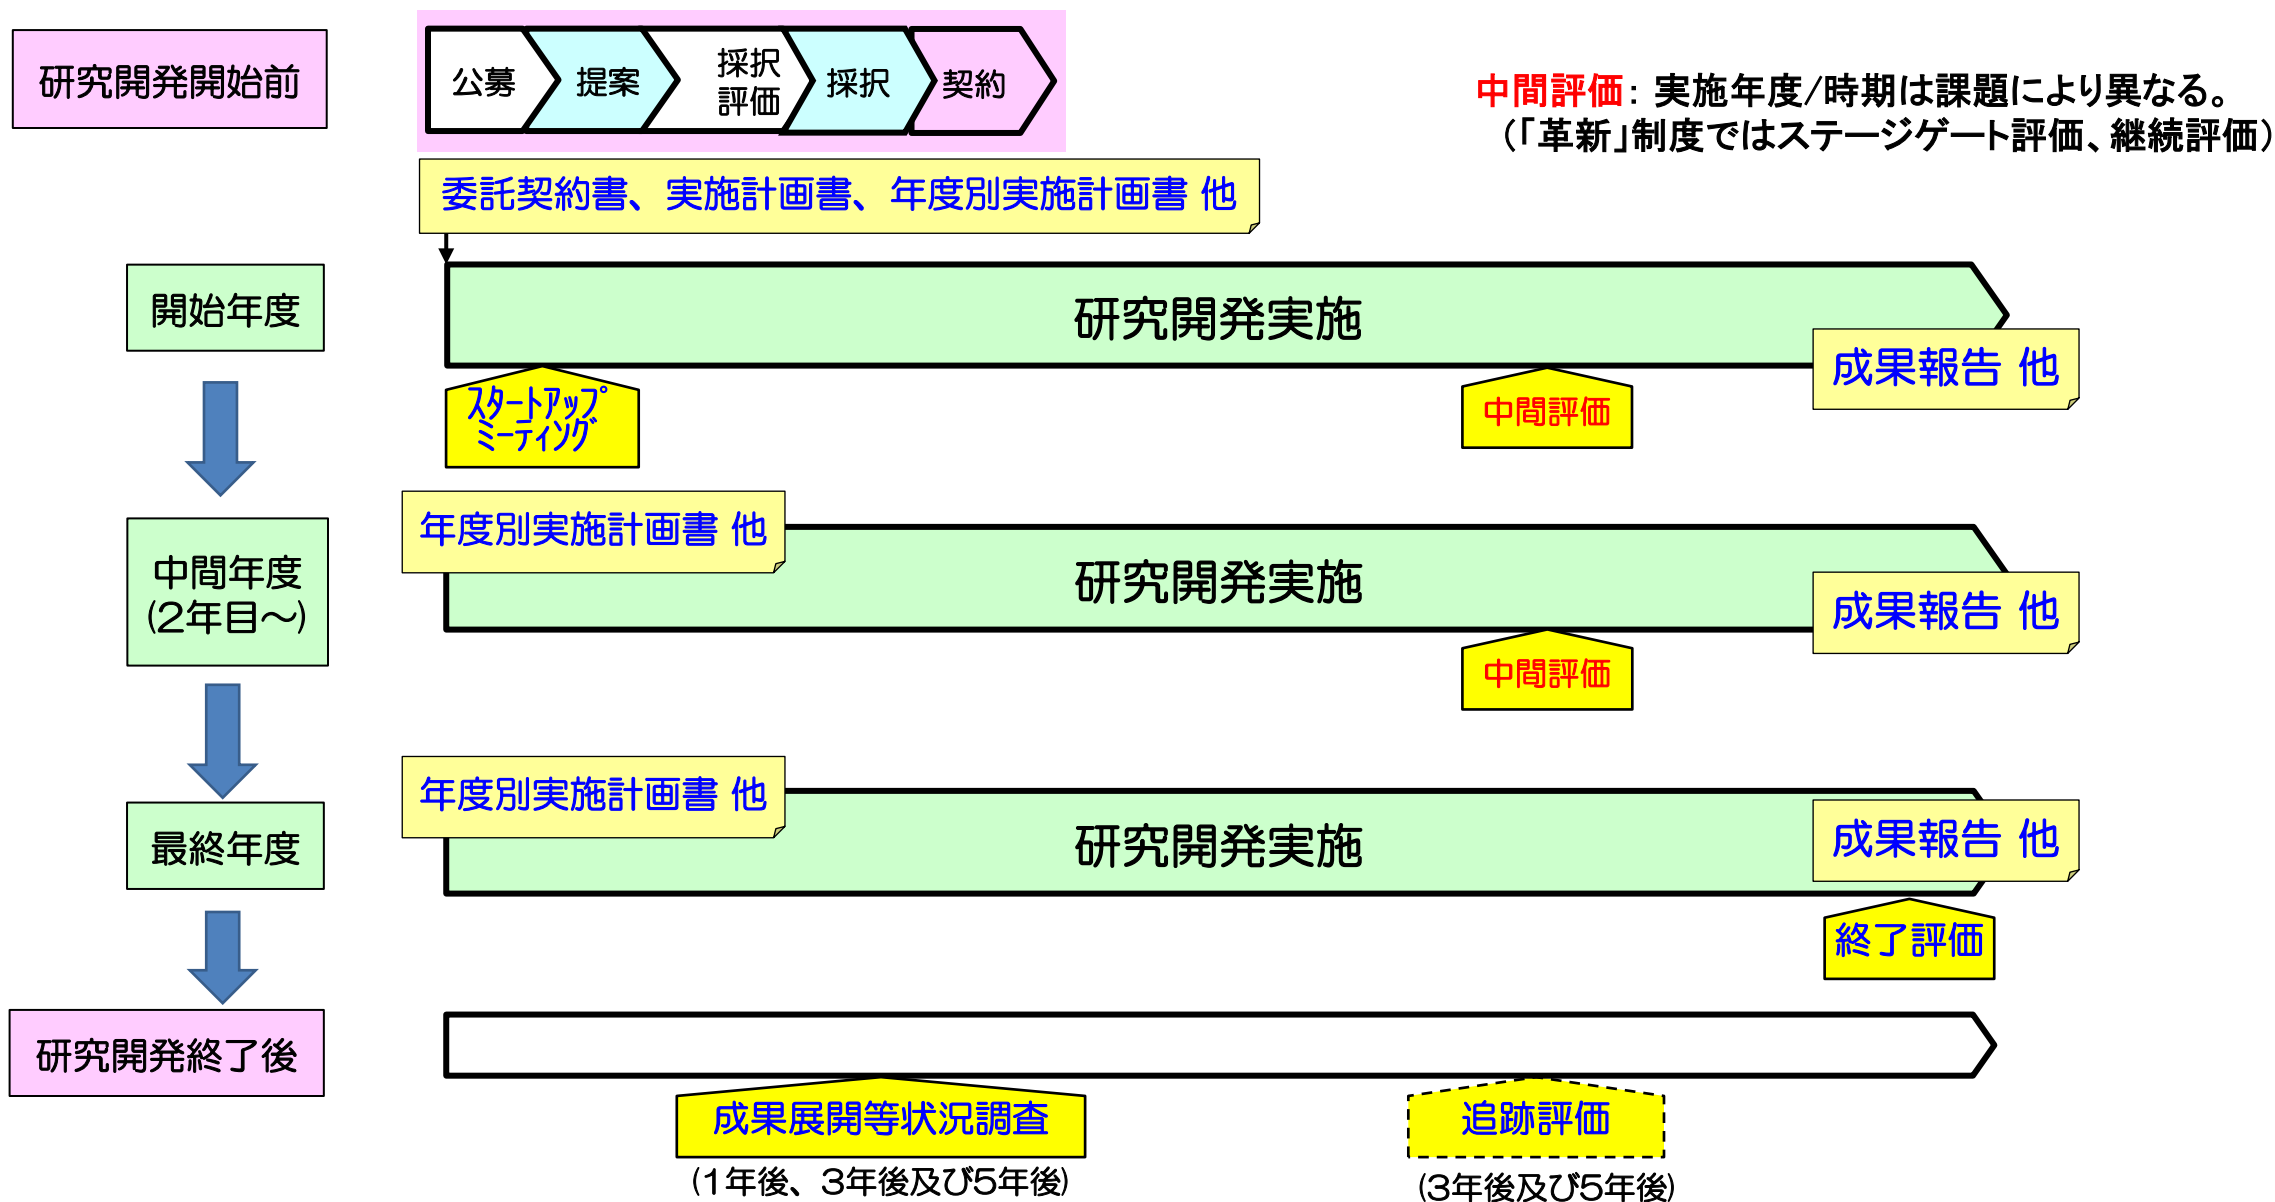 研究開発開始前
公募
提案
採択
評価
採択
契約
中間評価：実施年度/時期は課題により異なる。
（「革新」制度ではステージゲート評価、継続評価）
委託契約書、実施計画書、年度別実施計画書 他
開始年度
研究開発実施
成果報告 他
スタートアップ
ミーティング
中間評価
年度別実施計画書 他
中間年度
(2年目～)
研究開発実施
成果報告 他
中間評価
年度別実施計画書 他
最終年度
研究開発実施
成果報告 他
終了評価
研究開発終了後
成果展開等状況調査
(1年後、3年後及び5年後)
追跡評価
(3年後及び5年後)